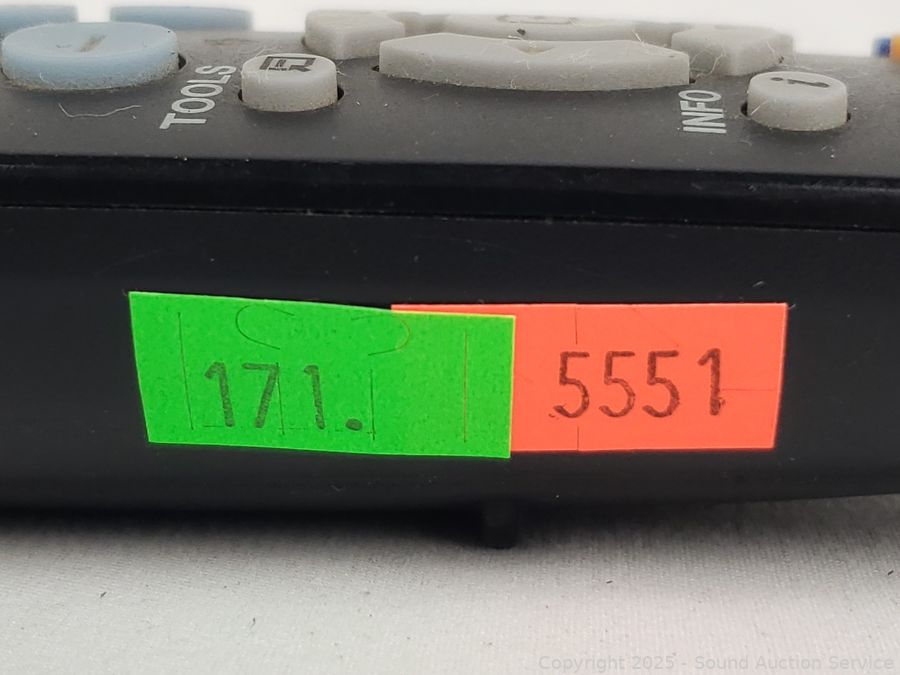 TOOLS
INFO
i
171.
5551
Copyright 2025 - Sound Auction Service